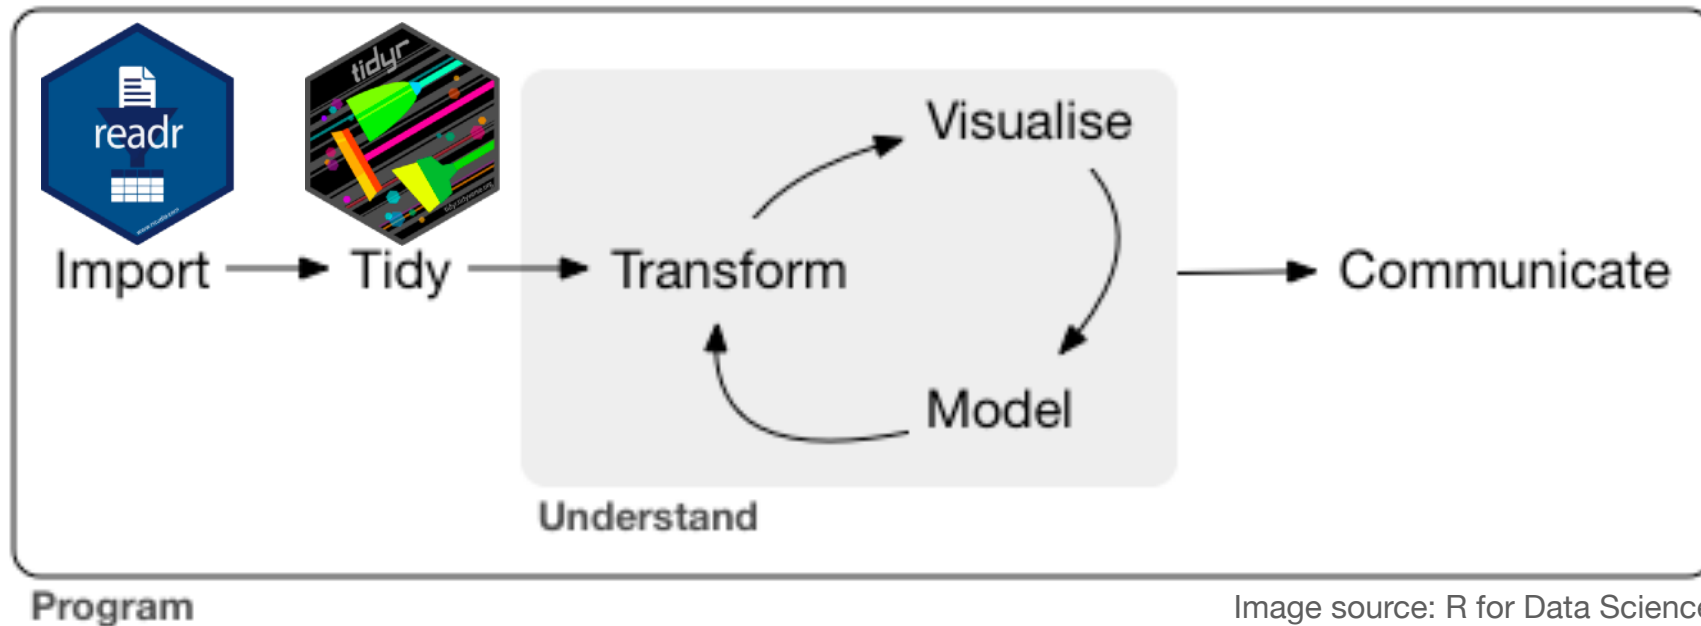 readr
tidyr
Visualise
Import
Tidy
Transform
Communicate
Model
Understand
Program
Image source: R for Data Science